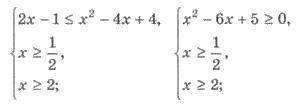 2x − 1 ≤ x² − 4x + 4,
x ≥ 1/2,
x ≥ 2;
x² − 6x + 5 ≥ 0,
x ≥ 1/2,
x ≥ 2;